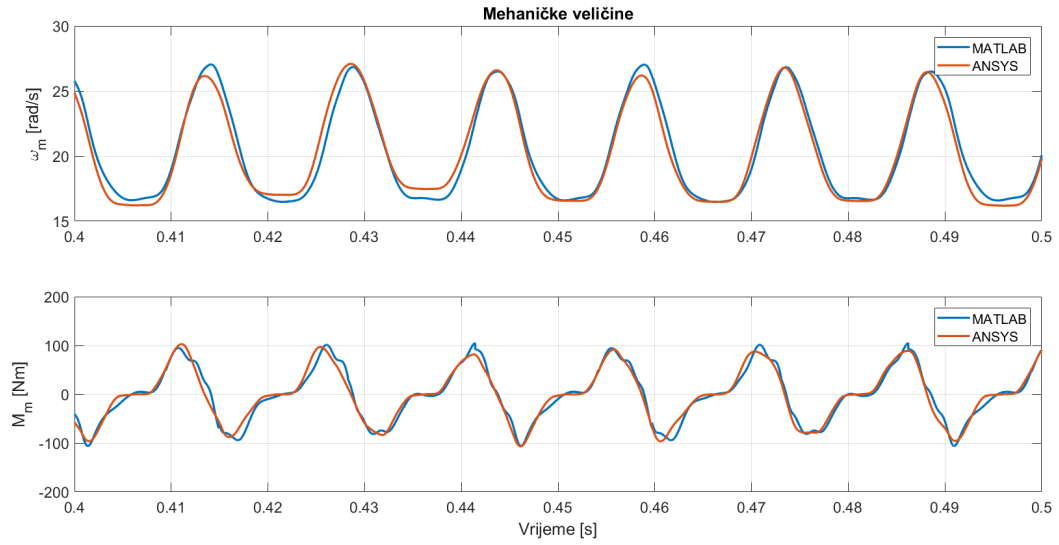 Mehaničke veličine
30
25
20
15
ω_m [rad/s]
MATLAB
ANSYS
0.4 0.41 0.42 0.43 0.44 0.45 0.46 0.47 0.48 0.49 0.5
200
100
0
-100
-200
M_m [Nm]
MATLAB
ANSYS
0.4 0.41 0.42 0.43 0.44 0.45 0.46 0.47 0.48 0.49 0.5
Vrijeme [s]